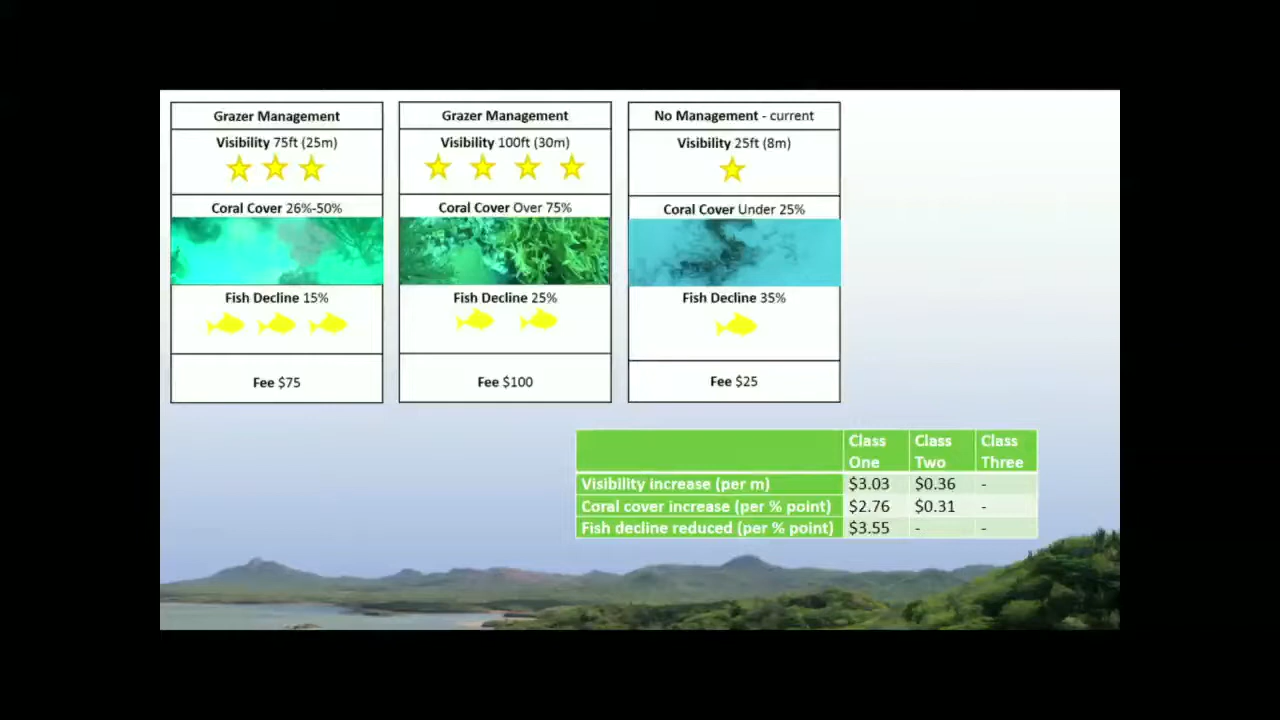 Grazer Management
Visibility 75ft (25m)
Coral Cover 26%-50%
Fish Decline 15%
Fee $75
Grazer Management
Visibility 100ft (30m)
Coral Cover Over 75%
Fish Decline 25%
Fee $100
No Management - current
Visibility 25ft (8m)
Coral Cover Under 25%
Fish Decline 35%
Fee $25
Class One Class Two Class Three
Visibility increase (per m) $3.03 $0.36 -
Coral cover increase (per % point) $2.76 $0.31 -
Fish decline reduced (per % point) $3.55 - -